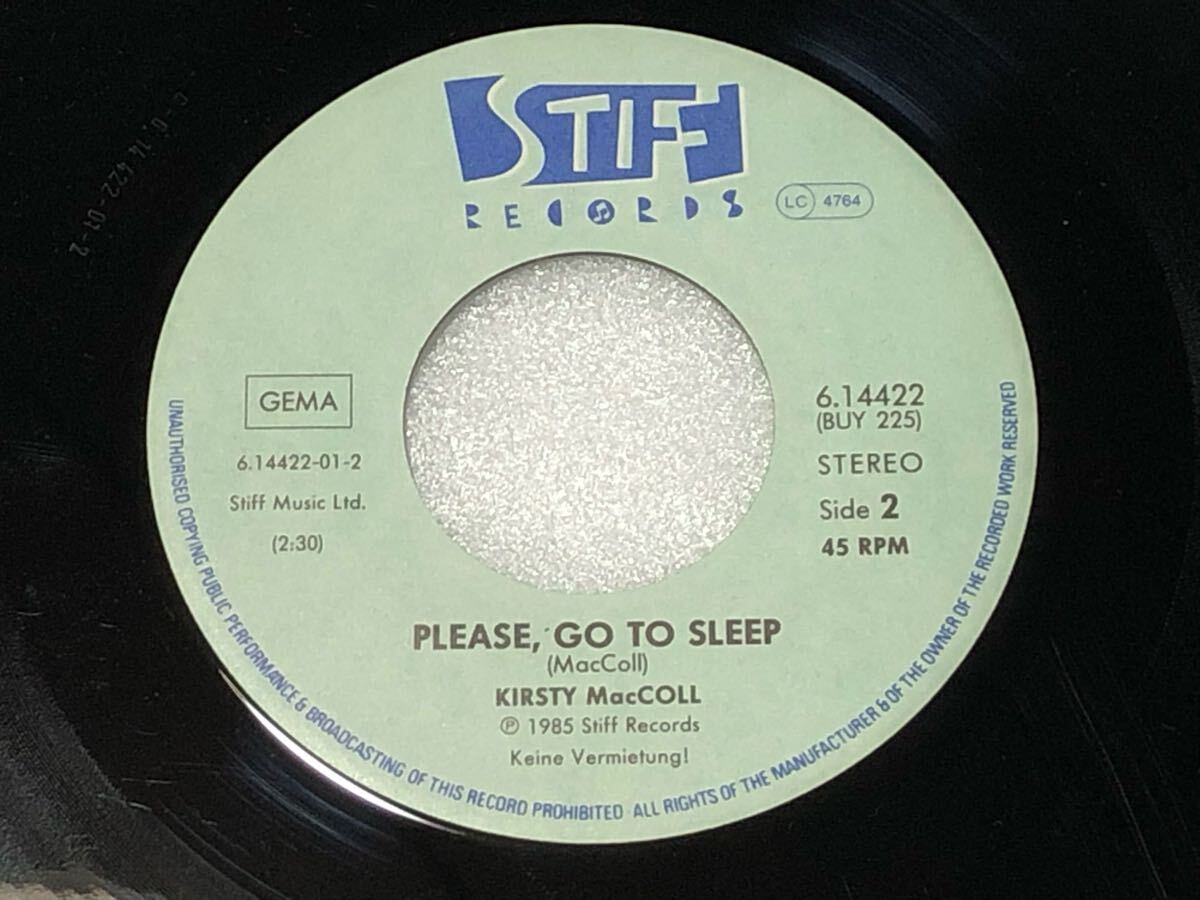 STIFF
RECORDS
LC 4764
GEMA
6.14422-01-2
Stiff Music Ltd.
(2:30)
6.14422
(BUY 225)
STEREO
Side 2
45 RPM
PLEASE, GO TO SLEEP
(MacColl)
KIRSTY MacCOLL
℗ 1985 Stiff Records
Keine Vermietung!
UNAUTHORISED COPYING PUBLIC PERFORMANCE & BROADCASTING OF THIS RECORD PROHIBITED ALL RIGHTS OF THE MANUFACTURER & OF THE OWNER OF THE RECORDED WORK RESERVED